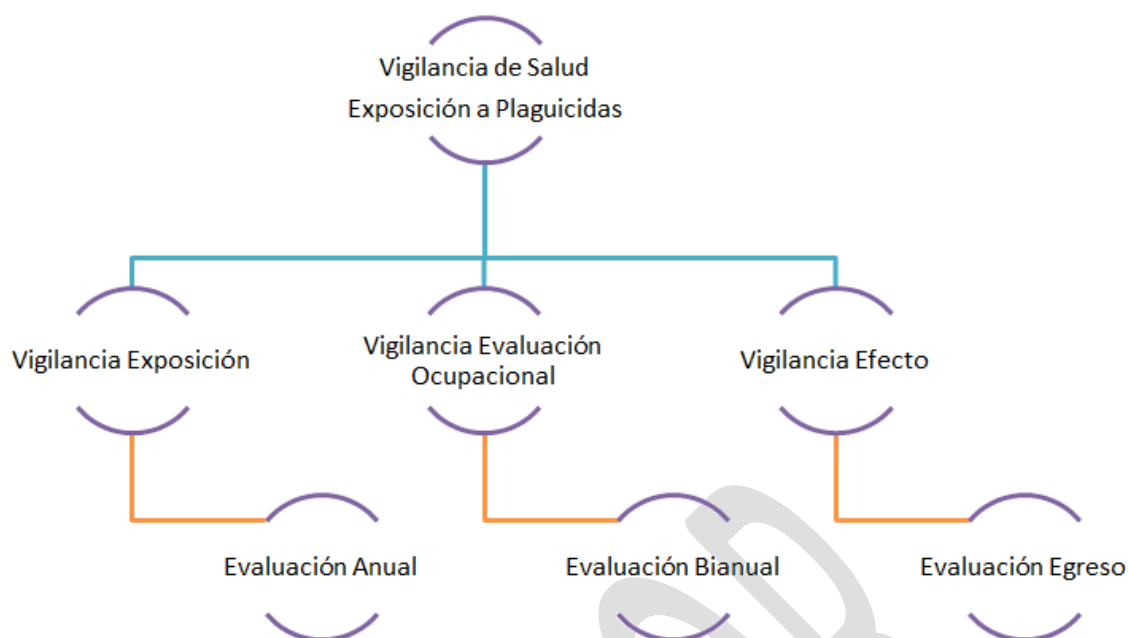 Vigilancia de Salud
Exposición a Plaguicidas
Vigilancia Exposición
Vigilancia Evaluación
Ocupacional
Vigilancia Efecto
Evaluación Anual
Evaluación Bianual
Evaluación Egreso